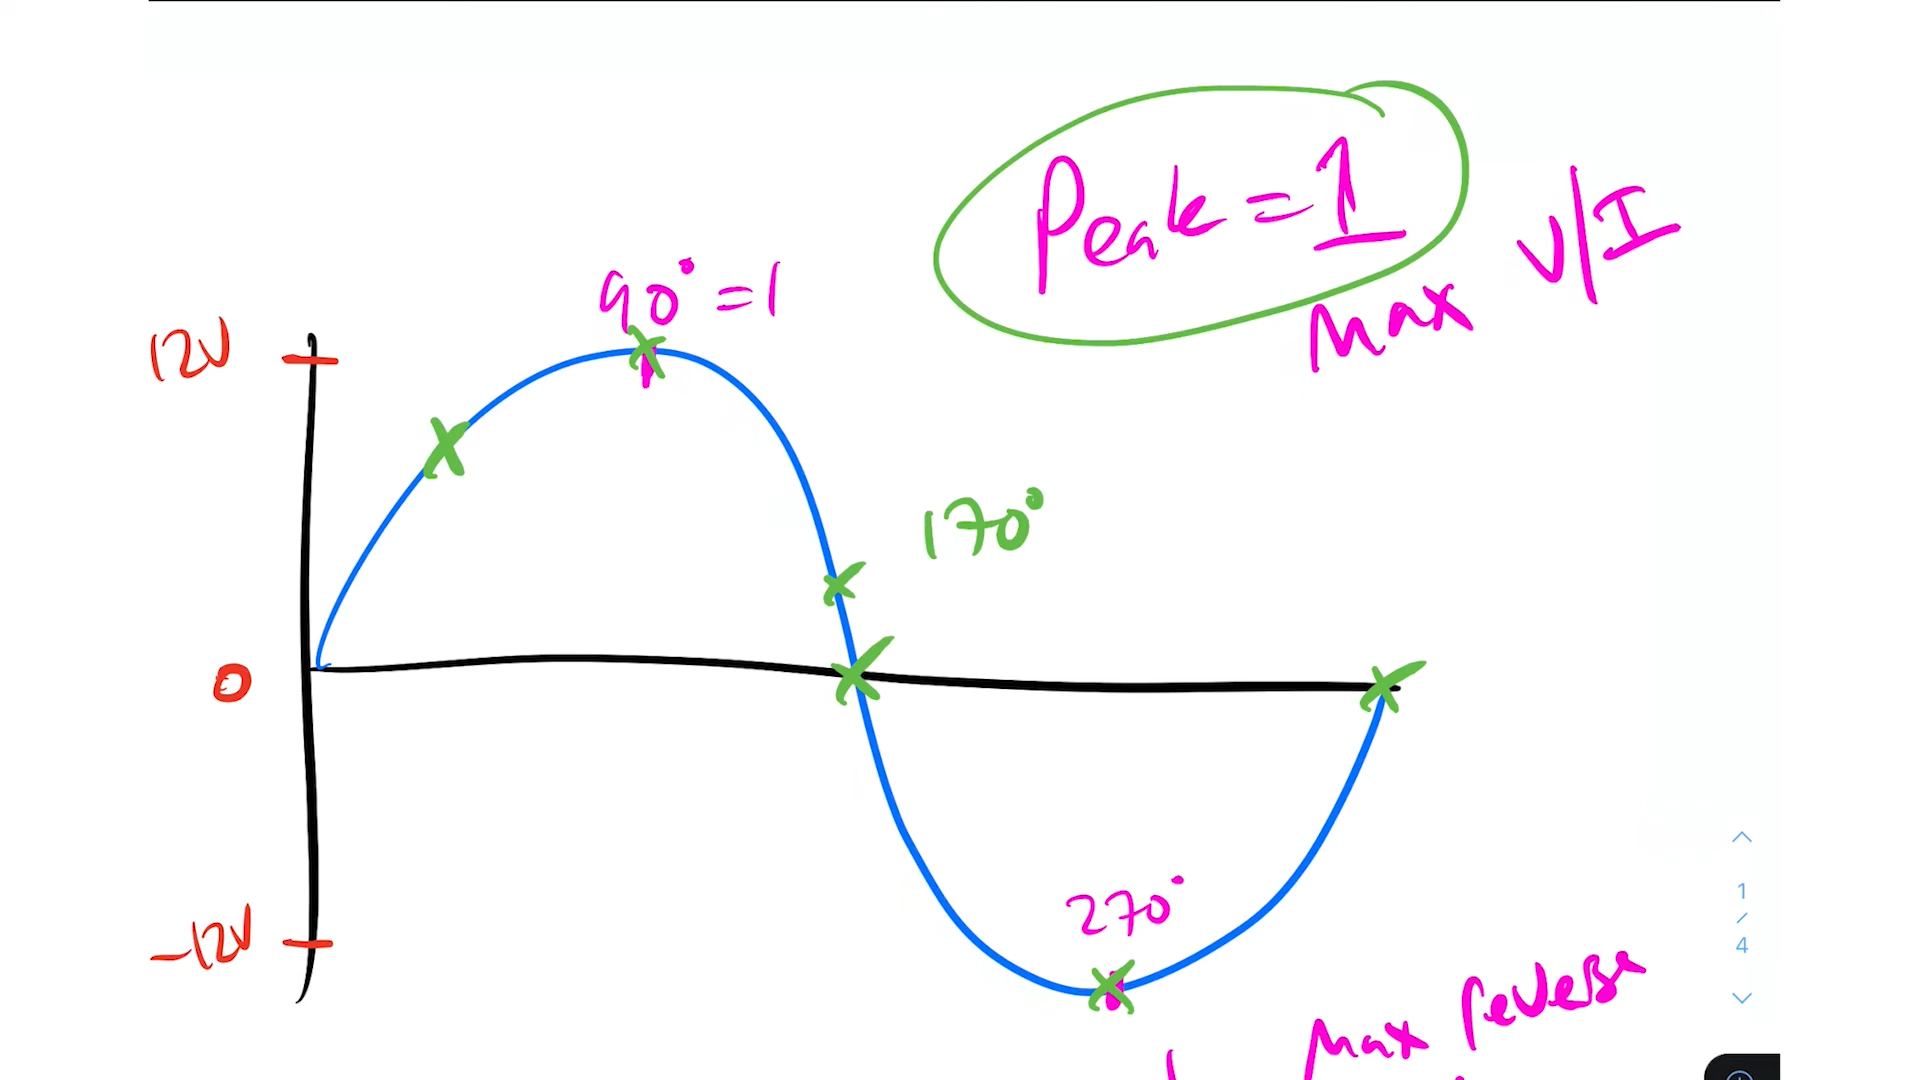 Peak = 1
Max V/I
90° = 1
12V
170°
0
270°
-12V
Max reverse
1
/
4